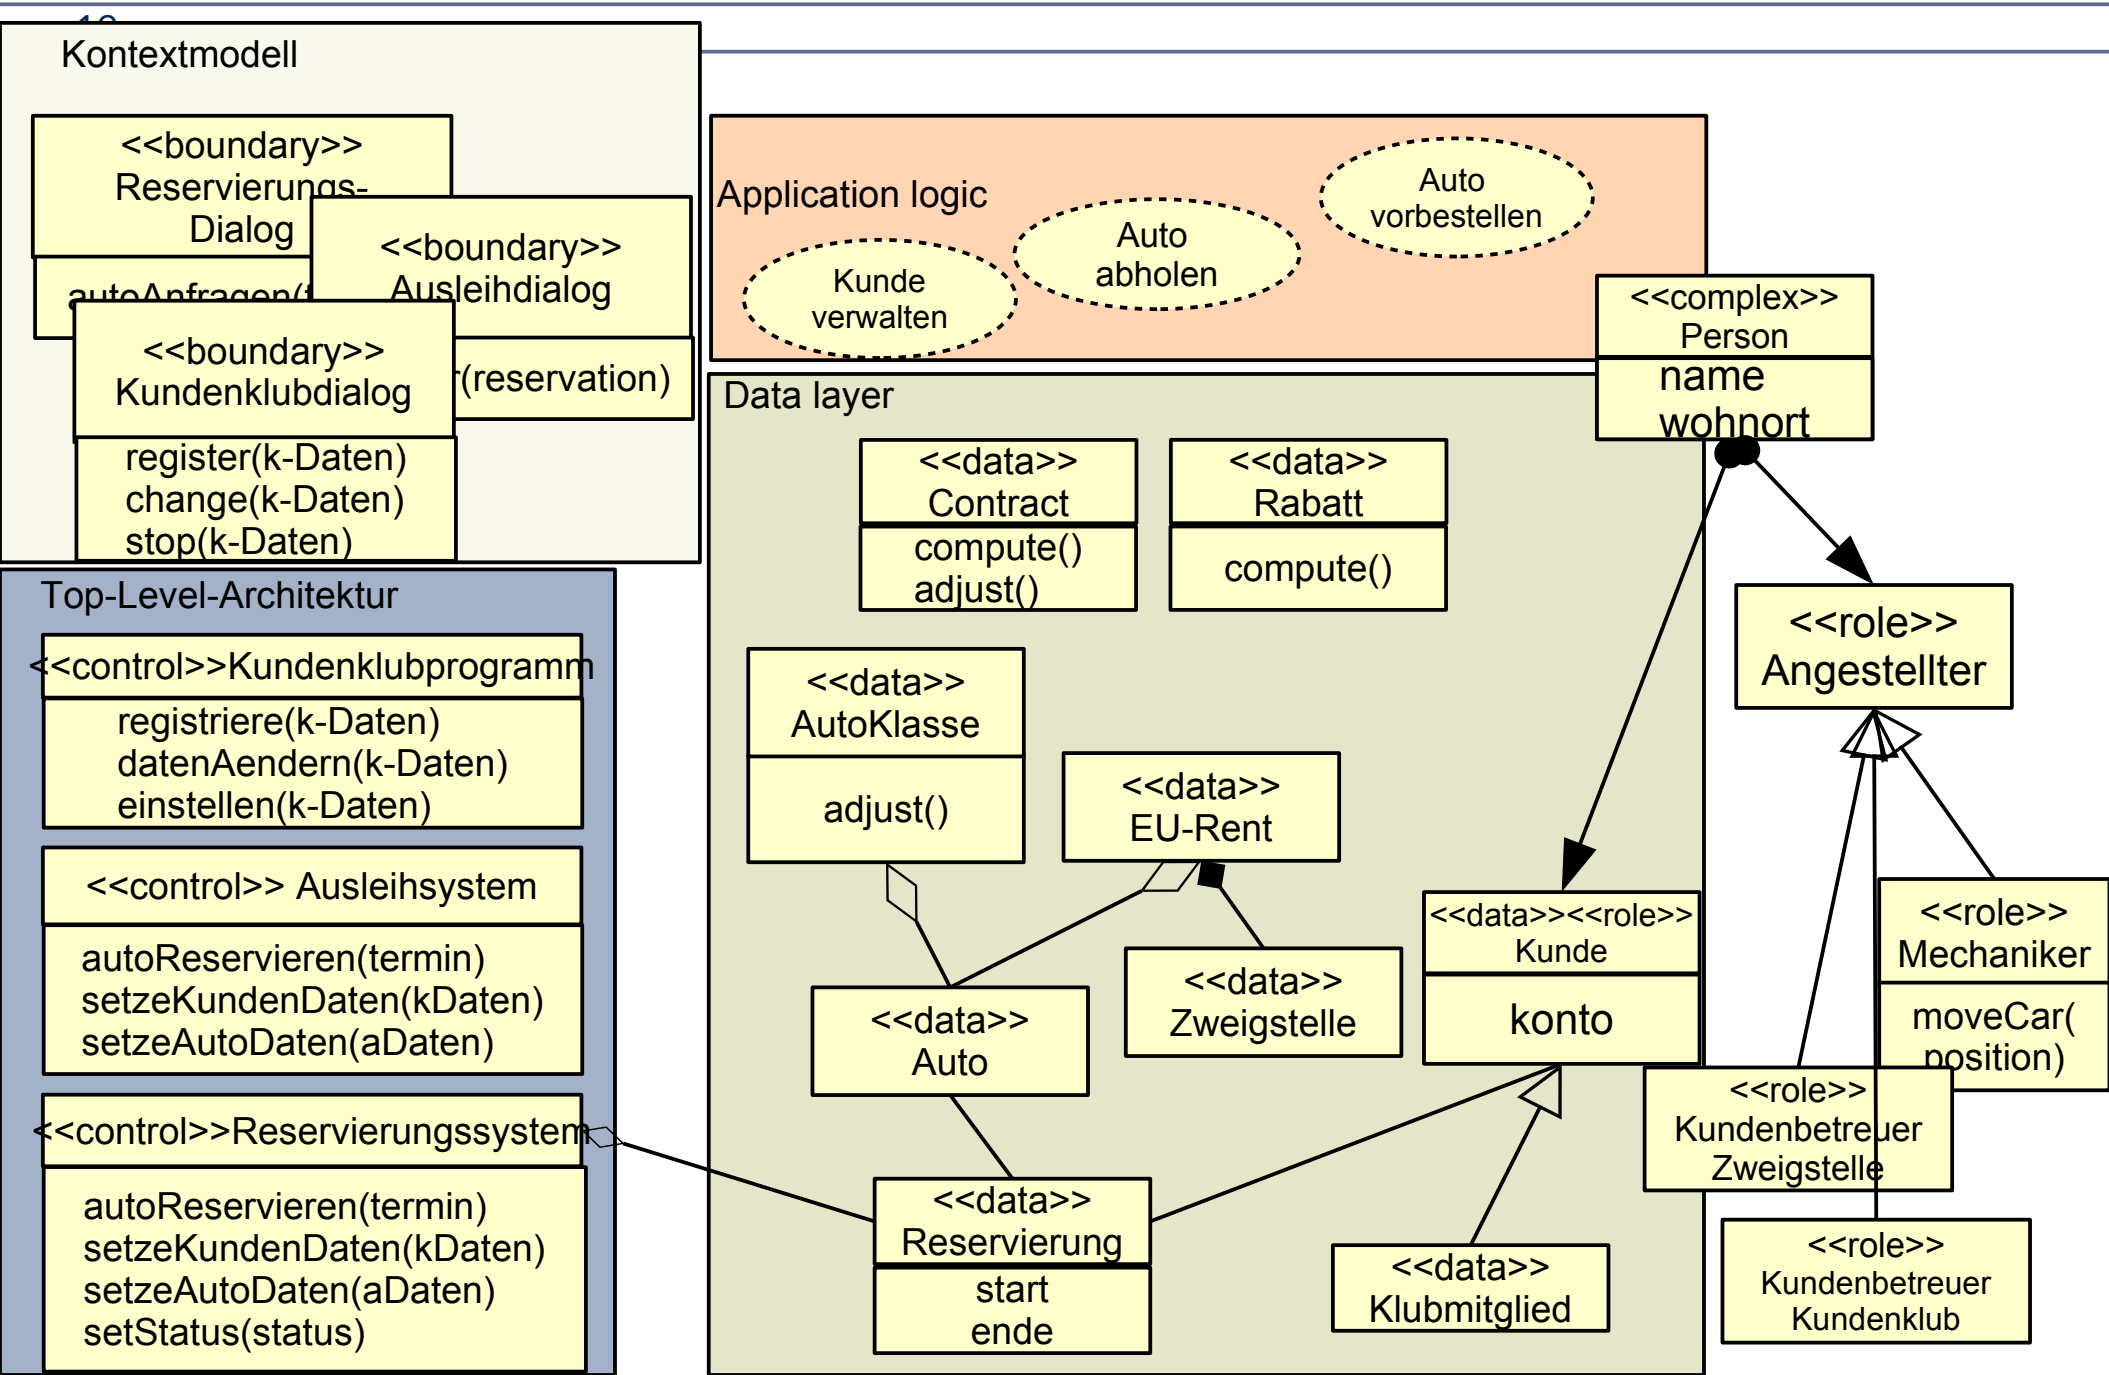 Kontextmodell
<<boundary>>
Reservierungs-
Dialog
<<boundary>>
Ausleihdialog
(reservation)
<<boundary>>
Kundenklubdialog
register(k-Daten)
change(k-Daten)
stop(k-Daten)
Application logic
Kunde
verwalten
Auto
abholen
Auto
vorbestellen
<<complex>>
Person
name
wohnort
Top-Level-Architektur
<<control>>Kundenklubprogramm
registriere(k-Daten)
datenAendern(k-Daten)
einstellen(k-Daten)
<<control>> Ausleihsystem
autoReservieren(termin)
setzeKundenDaten(kDaten)
setzeAutoDaten(aDaten)
<<control>>Reservierungssystem
autoReservieren(termin)
setzeKundenDaten(kDaten)
setzeAutoDaten(aDaten)
setStatus(status)
Data layer
<<data>>
Contract
compute()
adjust()
<<data>>
Rabatt
compute()
<<data>>
AutoKlasse
adjust()
<<data>>
EU-Rent
<<data>>
Auto
<<data>>
Zweigstelle
<<data>><<role>>
Kunde
konto
<<data>>
Reservierung
start
ende
<<data>>
Klubmitglied
<<role>>
Angestellter
<<role>>
Mechaniker
moveCar(
position)
<<role>>
Kundenbetreuer
Zweigstelle
<<role>>
Kundenbetreuer
Kundenklub